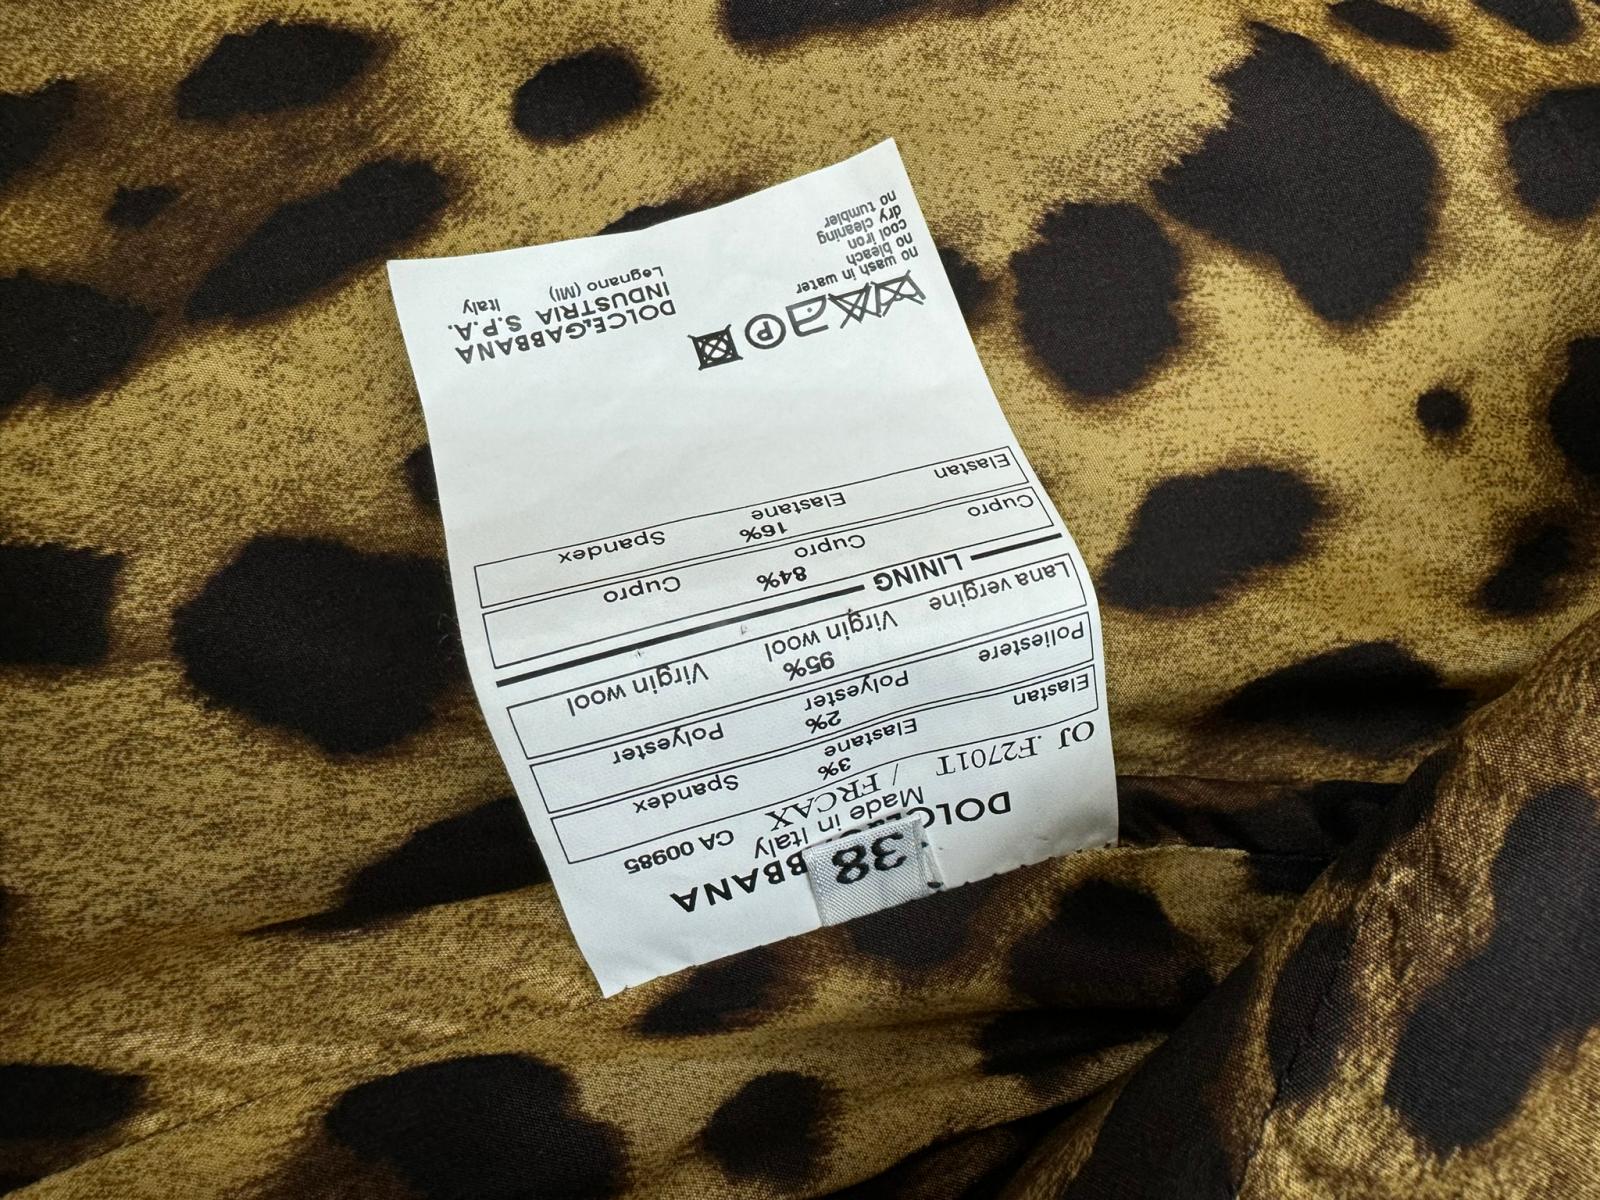 38
DOLCE&GABBANA
Made in Italy
CA 00985
OJ .F2701T / FRCAX
Elastan 3% Elastane Spandex
Poliestere 2% Polyester Polyester
Lana vergine 95% Virgin wool Virgin wool
LINING
Cupro 84% Cupro Cupro
Elastan 16% Elastane Spandex
P
no wash in water
no bleach
cool iron
dry cleaning
no tumbler
DOLCE&GABBANA
INDUSTRIA S.P.A.
Legnano (MI)
Italy